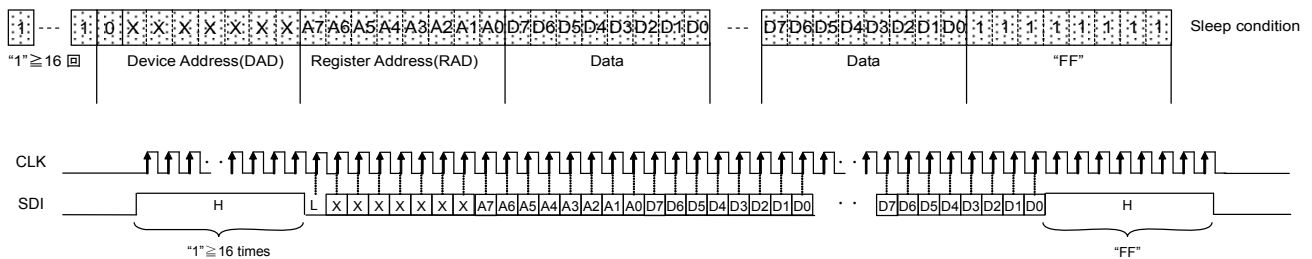 1 --- 1 0 X X X X X X X A7 A6 A5 A4 A3 A2 A1 A0 D7 D6 D5 D4 D3 D2 D1 D0 --- D7 D6 D5 D4 D3 D2 D1 D0 1 1 1 1 1 1 1 1 Sleep condition
“1”≧16 回 Device Address(DAD) Register Address(RAD) Data Data “FF”
CLK · · · ·
SDI H L X X X X X X X A7 A6 A5 A4 A3 A2 A1 A0 D7 D6 D5 D4 D3 D2 D1 D0 · · D7 D6 D5 D4 D3 D2 D1 D0 H
“1”≧16 times “FF”